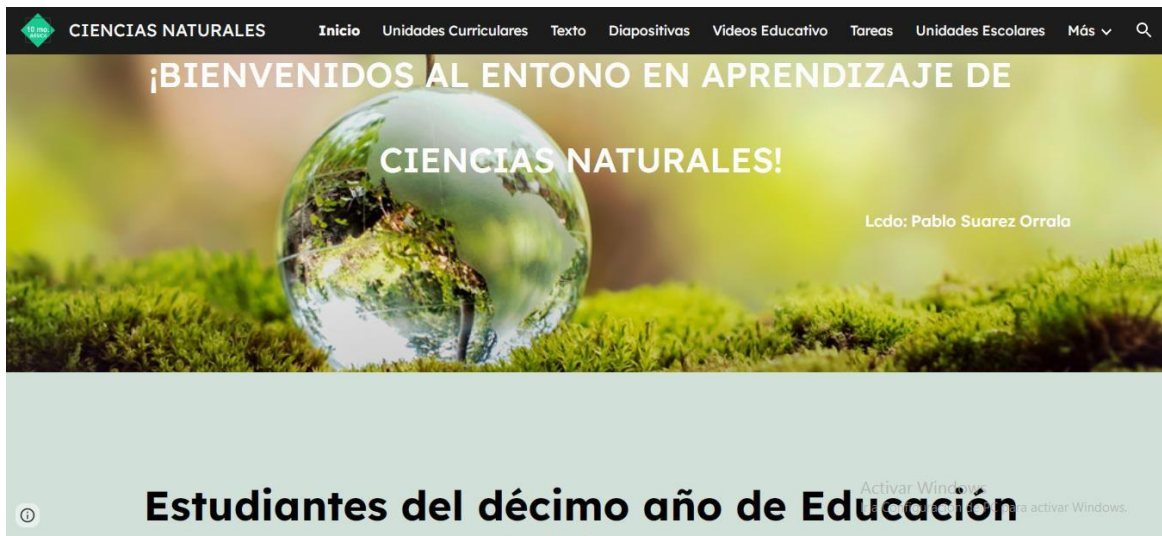 10 mo.
BÁSICO
CIENCIAS NATURALES
Inicio
Unidades Curriculares
Texto
Diapositivas
Videos Educativo
Tareas
Unidades Escolares
Más
¡BIENVENIDOS AL ENTONO EN APRENDIZAJE DE
CIENCIAS NATURALES!
Lcdo: Pablo Suarez Orrala
Estudiantes del décimo año de Educación
Activar Windows
para activar Windows.